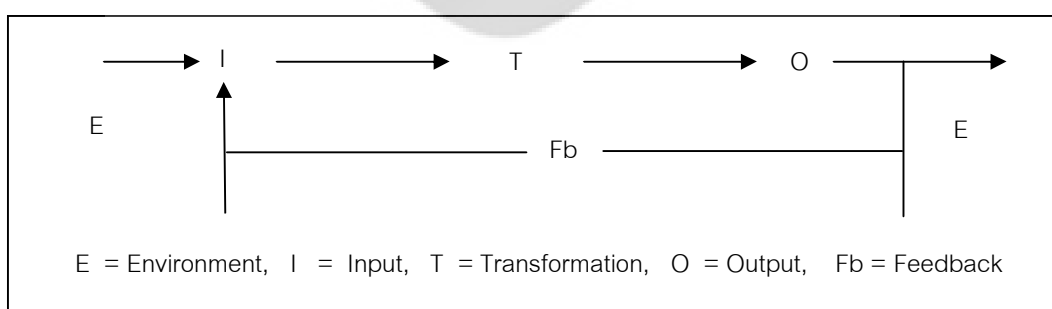 I T O
E E
Fb
E = Environment, I = Input, T = Transformation, O = Output, Fb = Feedback